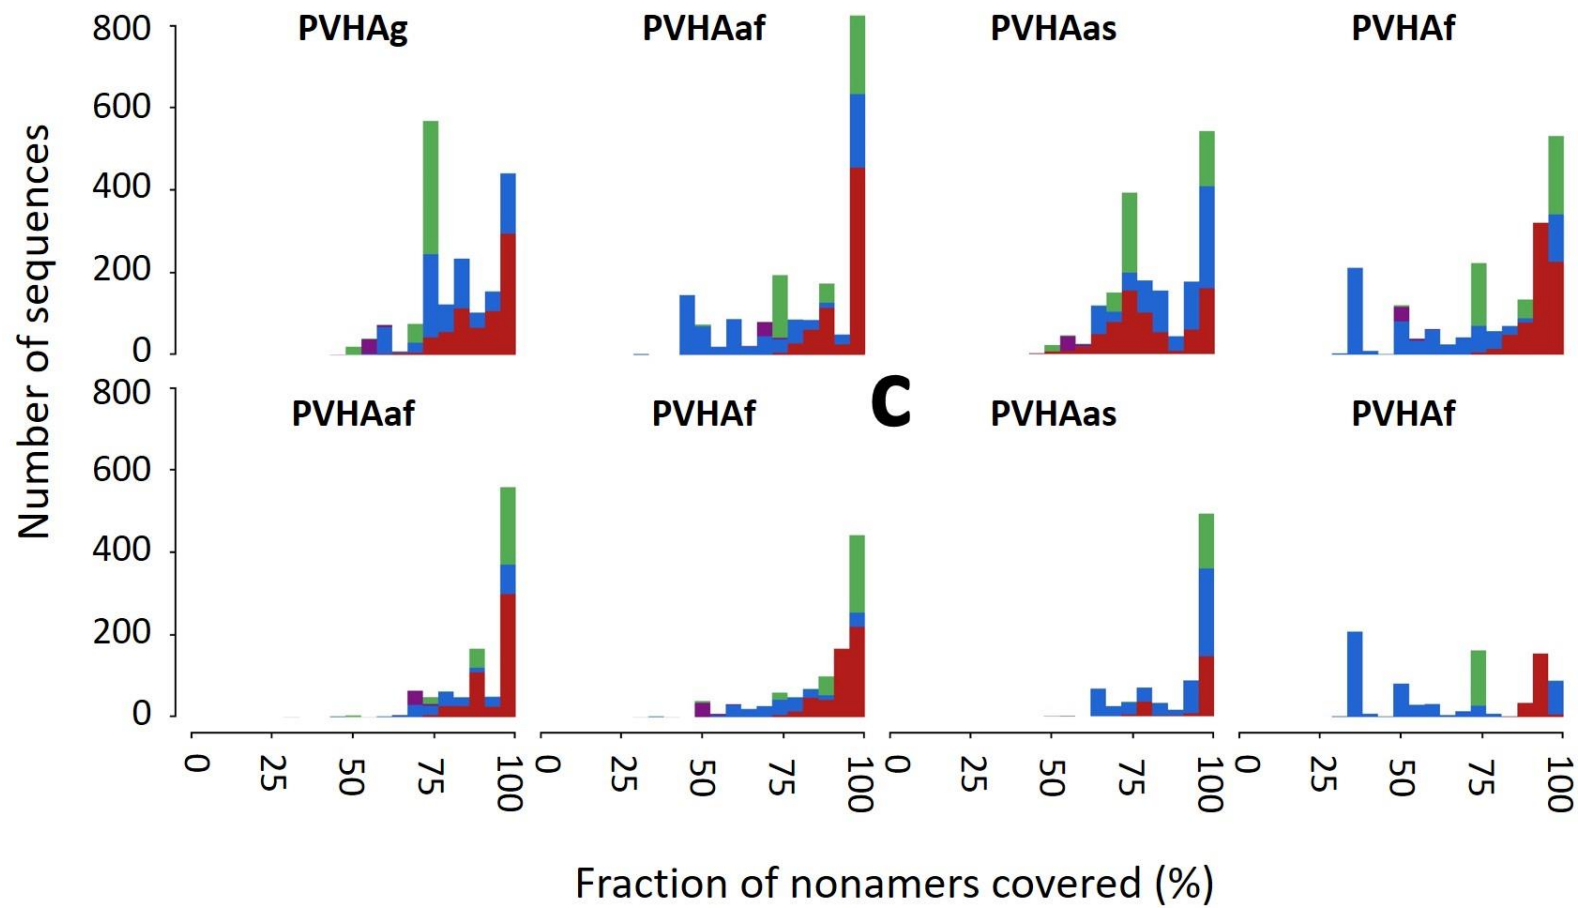 PVHAg PVHAaf PVHAas PVHAf
800
600
400
200
0
Number of sequences
c
PVHAaf PVHAf PVHAas PVHAf
800
600
400
200
0
0 25 50 75 100 0 25 50 75 100 0 25 50 75 100 0 25 50 75 100
Fraction of nonamers covered (%)